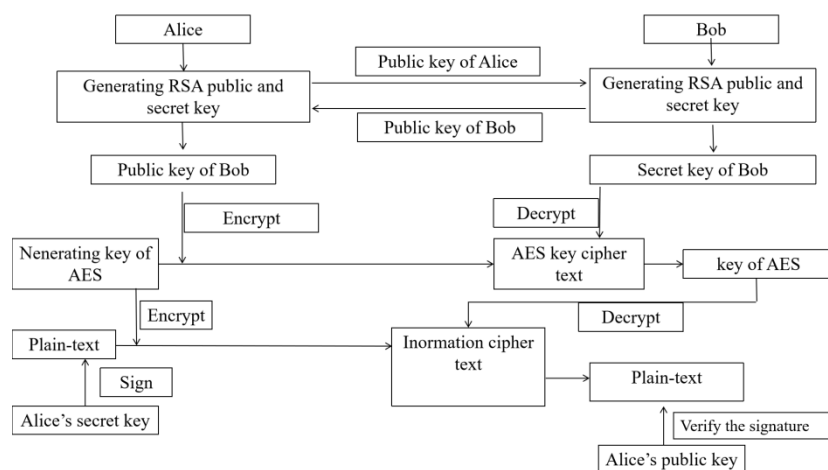 Alice
Bob
Public key of Alice
Generating RSA public and
secret key
Generating RSA public and
secret key
Public key of Bob
Public key of Bob
Secret key of Bob
Encrypt
Decrypt
Nenerating key of
AES
AES key cipher
text
key of AES
Encrypt
Decrypt
Plain-text
Inormation cipher
text
Sign
Plain-text
Alice’s secret key
Verify the signature
Alice’s public key